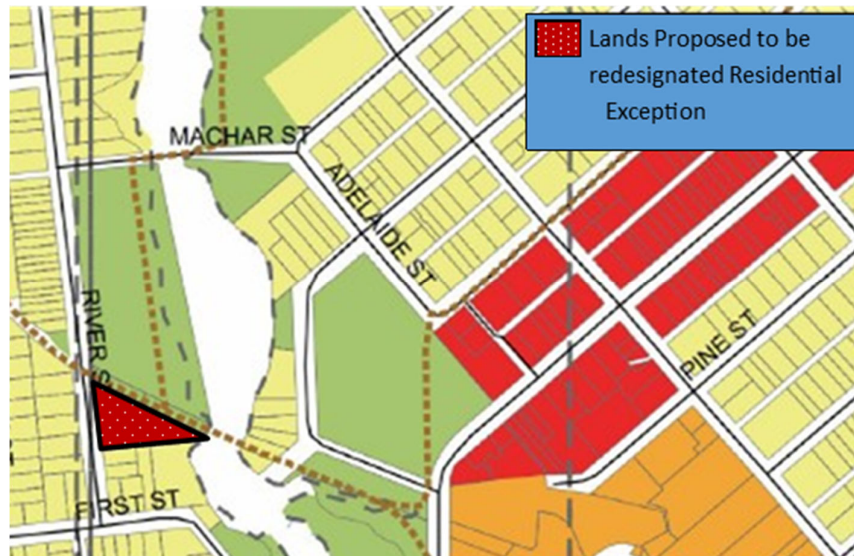 Lands Proposed to be
redesignated Residential
Exception
MACHAR ST
ADELAIDE ST
RIVER S
PINE ST
FIRST ST